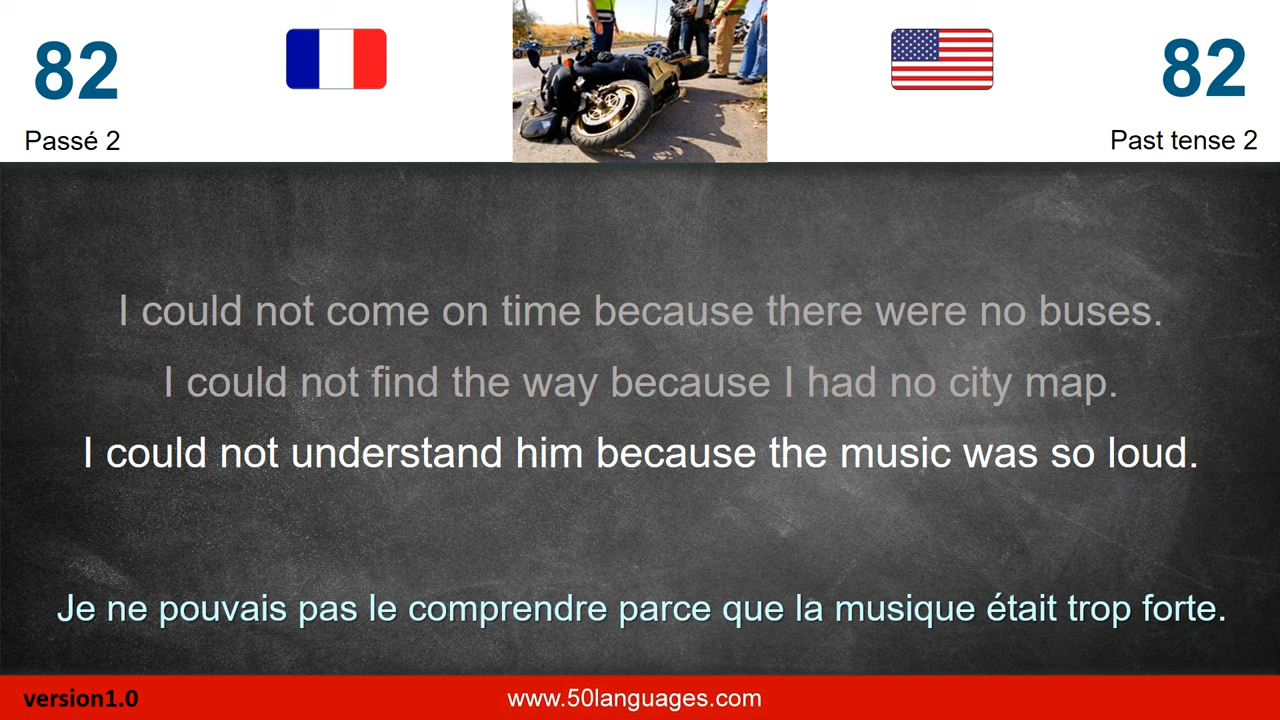 82
82
Passé 2
Past tense 2
I could not come on time because there were no buses.
I could not find the way because I had no city map.
I could not understand him because the music was so loud.
Je ne pouvais pas le comprendre parce que la musique était trop forte.
version1.0
www.50languages.com